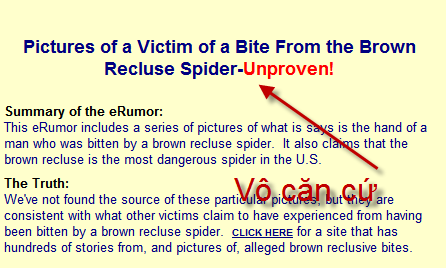 Pictures of a Victim of a Bite From the Brown
Recluse Spider-Unproven!
Summary of the eRumor:
This eRumor includes a series of pictures of what is says is the hand of a
man who was bitten by a brown recluse spider.  It also claims that the
brown recluse is the most dangerous spider in the U.S.
Vô căn cứ
The Truth:
We've not found the source of these particular pictures, but they are
consistent with what other victims claim to have experienced from having
been bitten by a brown recluse spider.  CLICK HERE for a site that has
hundreds of stories from, and pictures of, alleged brown reclusive bites.